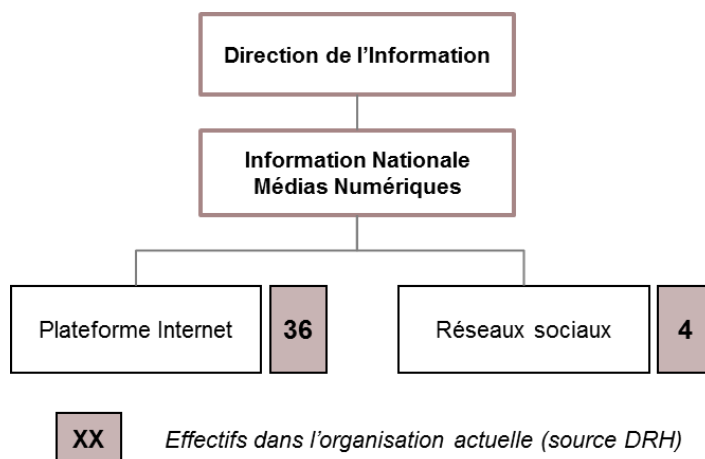 Direction de l’Information
Information Nationale
Médias Numériques
Plateforme Internet
36
Réseaux sociaux
4
XX
Effectifs dans l’organisation actuelle (source DRH)